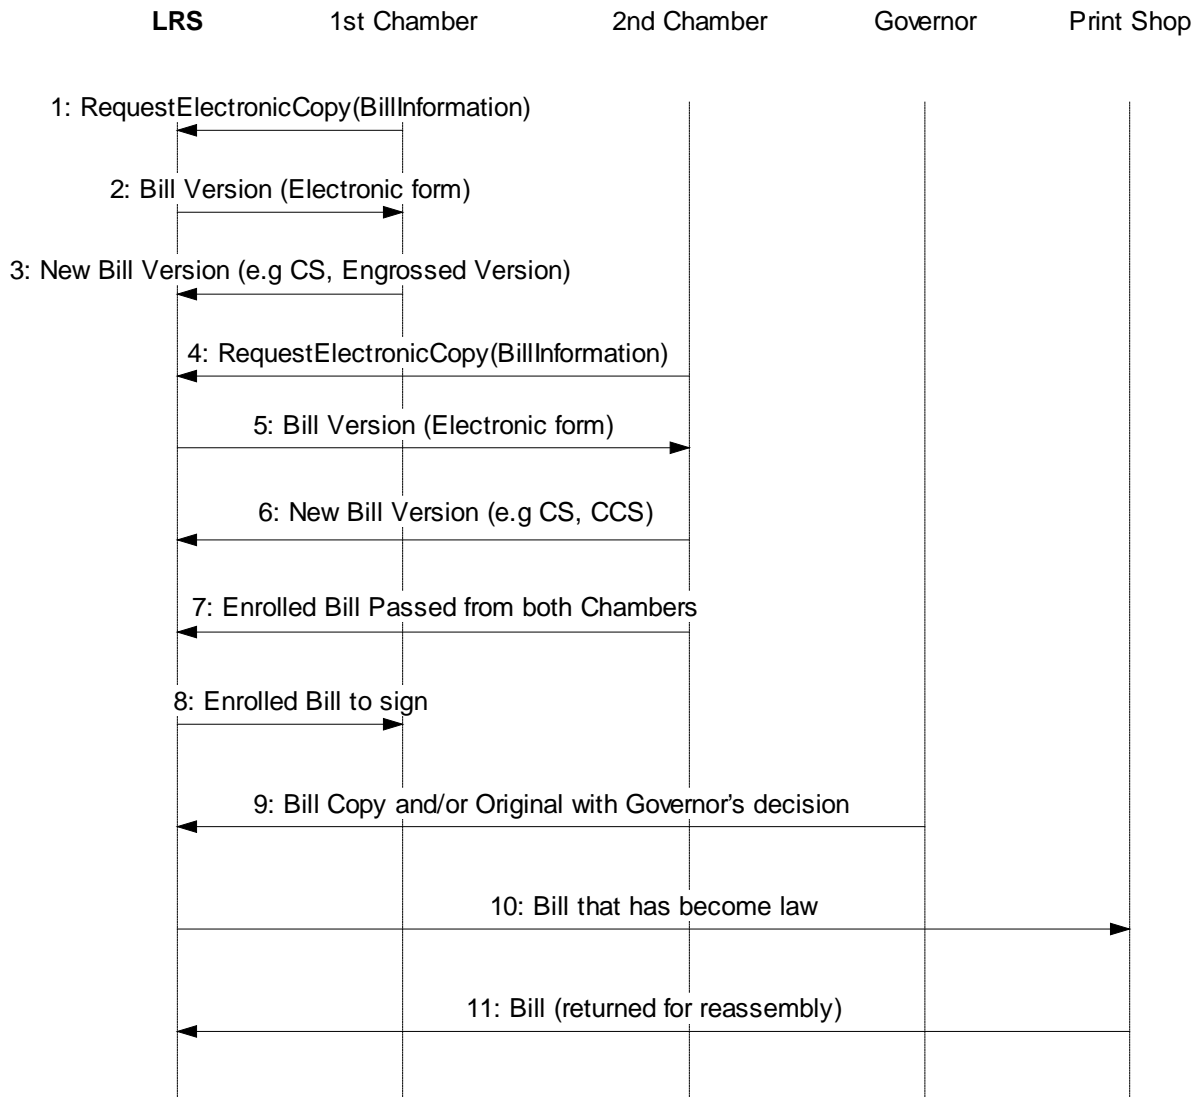 LRS 1st Chamber 2nd Chamber Governor Print Shop
1: RequestElectronicCopy(BillInformation)
2: Bill Version (Electronic form)
3: New Bill Version (e.g CS, Engrossed Version)
4: RequestElectronicCopy(BillInformation)
5: Bill Version (Electronic form)
6: New Bill Version (e.g CS, CCS)
7: Enrolled Bill Passed from both Chambers
8: Enrolled Bill to sign
9: Bill Copy and/or Original with Governor’s decision
10: Bill that has become law
11: Bill (returned for reassembly)